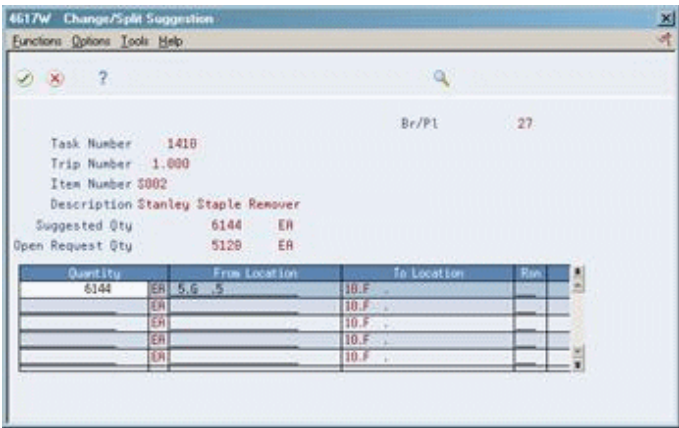 4617W Change/Split Suggestion
Functions Options Tools Help
?
Br/Pl 27
Task Number 1410
Trip Number 1.000
Item Number S002
Description Stanley Staple Remover
Suggested Qty 6144 EA
Open Request Qty 5120 EA
Quantity From Location To Location Rsn
6144 EA 5.G .5 10.F .
EA 10.F .
EA 10.F .
EA 10.F .
EA 10.F .